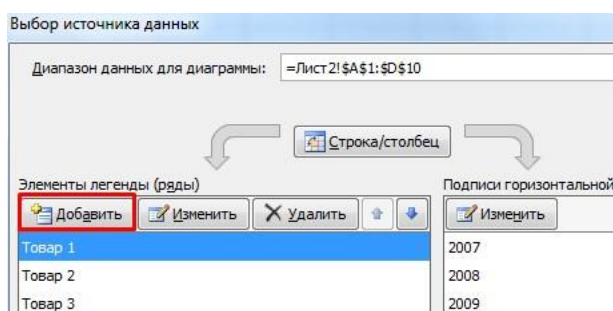 Выбор источника данных
Диапазон данных для диаграммы: =Лист2!$A$1:$D$10
Строка/столбец
Элементы легенды (ряды)
Подписи горизонтальной
Добавить Изменить Удалить
Изменить
Товар 1
2007
Товар 2
2008
Товар 3
2009